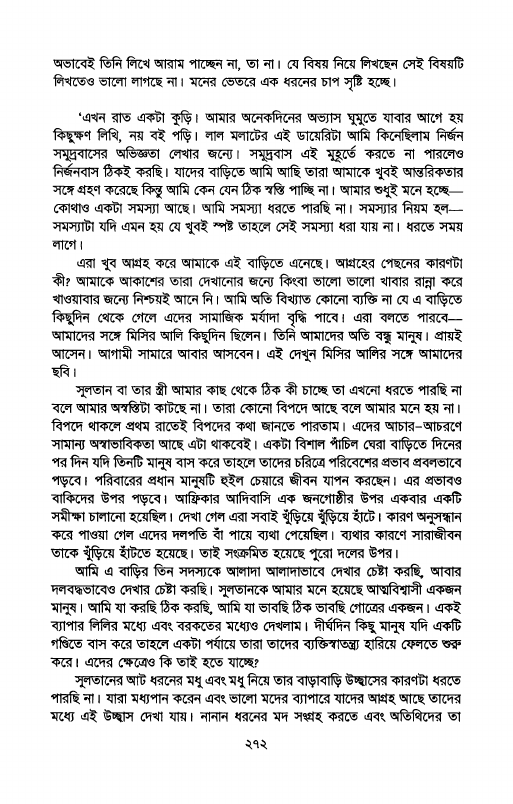 অভাবেই তিনি লিখে আরাম পাচ্ছেন না, তা না। যে বিষয় নিয়ে লিখছেন সেই বিষয়টি
লিখতেও ভালো লাগছে না। মনের ভেতরে এক ধরনের চাপ সৃষ্টি হচ্ছে।
‘এখন রাত একটা কুড়ি। আমার অনেকদিনের অভ্যাস ঘুমুতে যাবার আগে হয়
কিছুক্ষণ লিখি, নয় বই পড়ি। লাল মলাটের এই ডায়েরিটা আমি কিনেছিলাম নির্জন
সমুদ্রবাসের অভিজ্ঞতা লেখার জন্যে। সমুদ্রবাস এই মুহূর্তে করতে না পারলেও
নির্জনবাস ঠিকই করছি। যাদের বাড়িতে আমি আছি তারা আমাকে খুবই আন্তরিকতার
সঙ্গে গ্রহণ করেছে কিন্তু আমি কেন যেন ঠিক স্বস্তি পাচ্ছি না। আমার শুধুই মনে হচ্ছে—
কোথাও একটা সমস্যা আছে। আমি সমস্যা ধরতে পারছি না। সমস্যার নিয়ম হল—
সমস্যাটা যদি এমন হয় যে খুবই স্পষ্ট তাহলে সেই সমস্যা ধরা যায় না। ধরতে সময়
লাগে।
এরা খুব আগ্রহ করে আমাকে এই বাড়িতে এনেছে। আগ্রহের পেছনের কারণটা
কী? আমাকে আকাশের তারা দেখানোর জন্যে কিংবা ভালো ভালো খাবার রান্না করে
খাওয়াবার জন্যে নিশ্চয়ই আনে নি। আমি অতি বিখ্যাত কোনো ব্যক্তি না যে এ বাড়িতে
কিছুদিন থেকে গেলে এদের সামাজিক মর্যাদা বৃদ্ধি পাবে। এরা বলতে পারবে—
আমাদের সঙ্গে মিসির আলি কিছুদিন ছিলেন। তিনি আমাদের অতি বন্ধু মানুষ। প্রায়ই
আসেন। আগামী সামারে আবার আসবেন। এই দেখুন মিসির আলির সঙ্গে আমাদের
ছবি।
সুলতান বা তার স্ত্রী আমার কাছ থেকে ঠিক কী চাচ্ছে তা এখনো ধরতে পারছি না
বলে আমার অস্বস্তিটা কাটছে না। তারা কোনো বিপদে আছে বলে আমার মনে হয় না।
বিপদে থাকলে প্রথম রাতেই বিপদের কথা জানতে পারতাম। এদের আচার-আচরণে
সামান্য অস্বাভাবিকতা আছে এটা থাকবেই। একটা বিশাল পাঁচিল ঘেরা বাড়িতে দিনের
পর দিন যদি তিনটি মানুষ বাস করে তাহলে তাদের চরিত্রে পরিবেশের প্রভাব প্রবলভাবে
পড়বে। পরিবারের প্রধান মানুষটি হুইল চেয়ারে জীবন যাপন করছেন। এর প্রভাবও
বাকিদের উপর পড়বে। আফ্রিকার আদিবাসি এক জনগোষ্ঠীর উপর একবার একটি
সমীক্ষা চালানো হয়েছিল। দেখা গেল এরা সবাই খুঁড়িয়ে খুঁড়িয়ে হাঁটে। কারণ অনুসন্ধান
করে পাওয়া গেল এদের দলপতি বাঁ পায়ে ব্যথা পেয়েছিল। ব্যথার কারণে সারাজীবন
তাকে খুঁড়িয়ে হাঁটতে হয়েছে। তাই সংক্রমিত হয়েছে পুরো দলের উপর।
আমি এ বাড়ির তিন সদস্যকে আলাদা আলাদাভাবে দেখার চেষ্টা করছি, আবার
দলবদ্ধভাবেও দেখার চেষ্টা করছি। সুলতানকে আমার মনে হয়েছে আত্মবিশ্বাসী একজন
মানুষ। আমি যা করছি ঠিক করছি, আমি যা ভাবছি ঠিক ভাবছি গোত্রের একজন। একই
ব্যাপার লিলির মধ্যে এবং বরকতের মধ্যেও দেখলাম। দীর্ঘদিন কিছু মানুষ যদি একটি
গণ্ডিতে বাস করে তাহলে একটা পর্যায়ে তারা তাদের ব্যক্তিস্বাতন্ত্র্য হারিয়ে ফেলতে শুরু
করে। এদের ক্ষেত্রেও কি তাই হতে যাচ্ছে?
সুলতানের আট ধরনের মধু এবং মধু নিয়ে তার বাড়াবাড়ি উচ্ছ্বাসের কারণটা ধরতে
পারছি না। যারা মধ্যপান করেন এবং ভালো মদের ব্যাপারে যাদের আগ্রহ আছে তাদের
মধ্যে এই উচ্ছ্বাস দেখা যায়। নানান ধরনের মদ সংগ্রহ করতে এবং অতিথিদের তা
২৭২